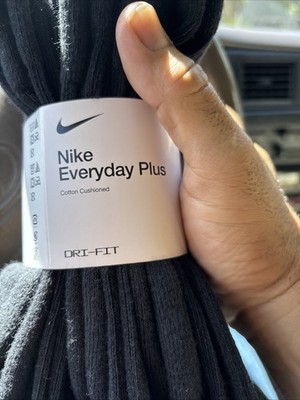 Nike
Everyday Plus
Cotton Cushioned
DRI-FIT